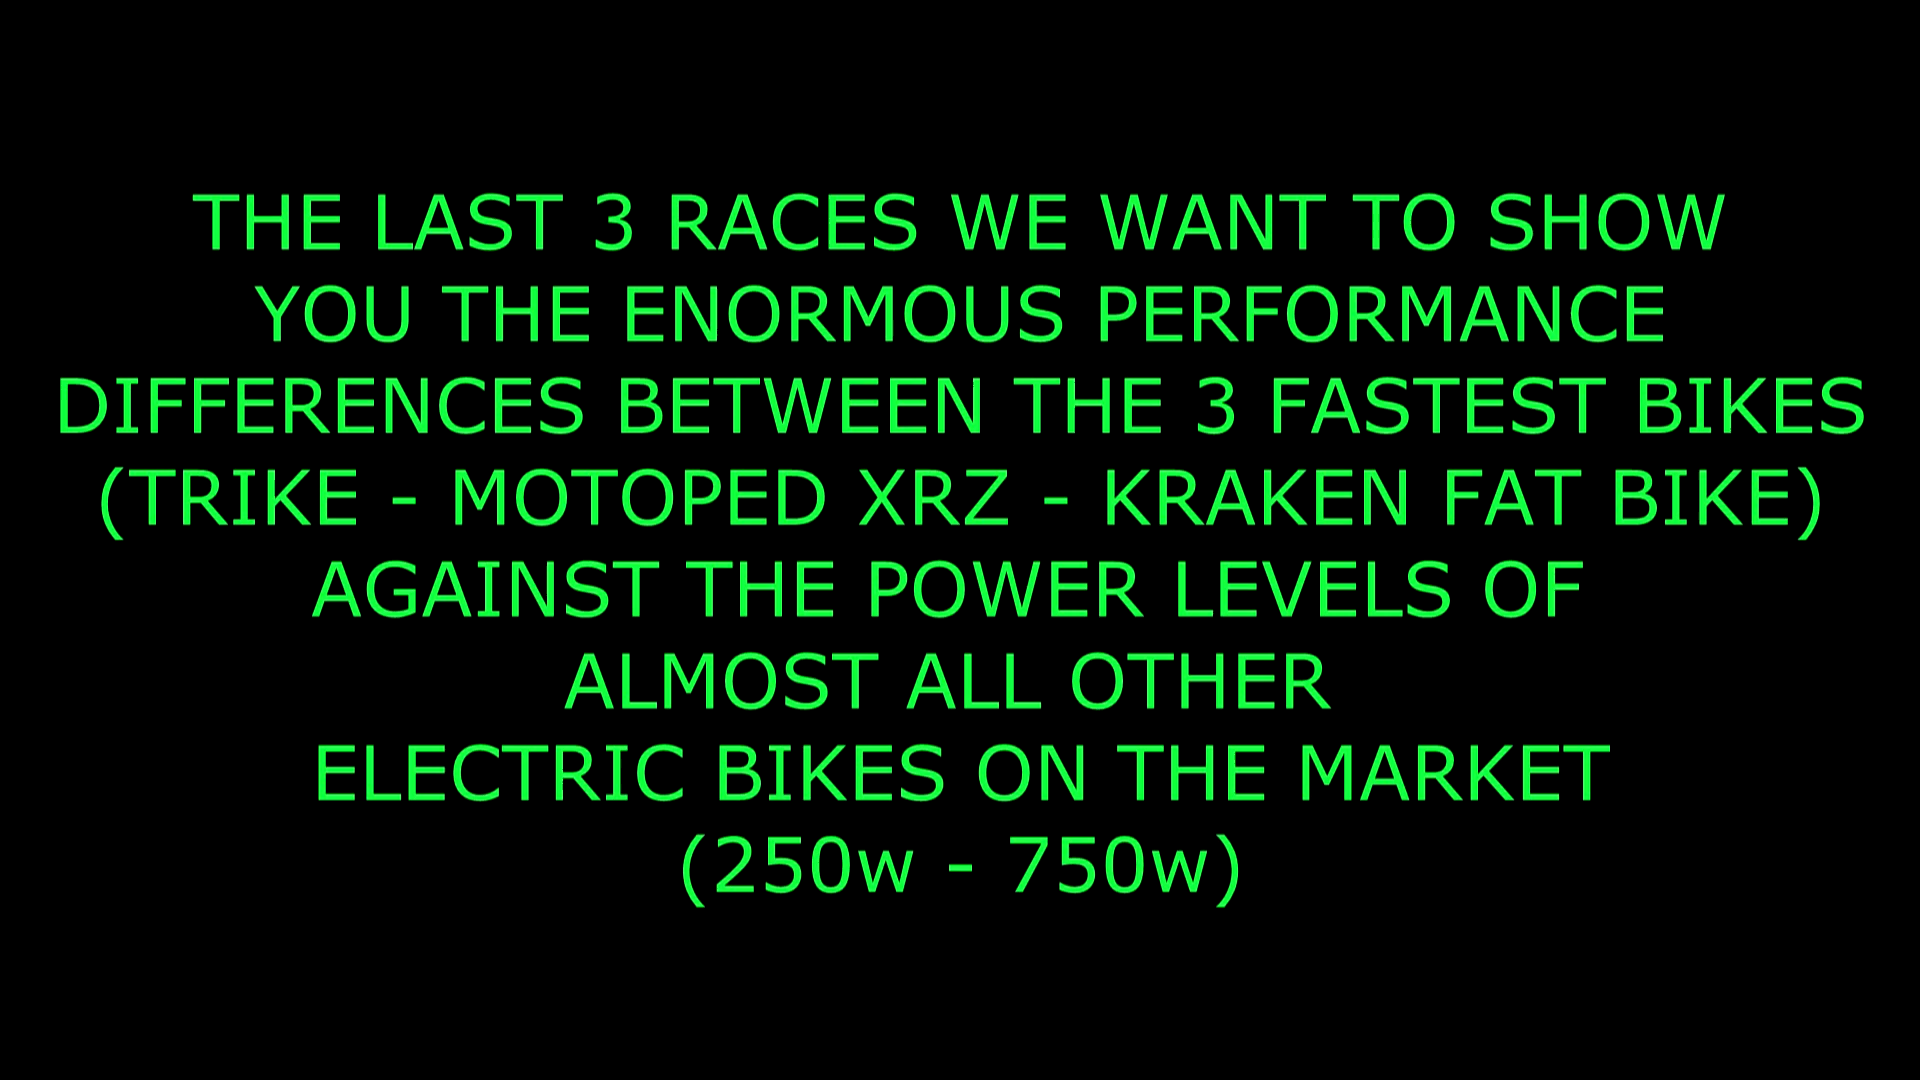 THE LAST 3 RACES WE WANT TO SHOW
YOU THE ENORMOUS PERFORMANCE
DIFFERENCES BETWEEN THE 3 FASTEST BIKES
(TRIKE - MOTOPED XRZ - KRAKEN FAT BIKE)
AGAINST THE POWER LEVELS OF
ALMOST ALL OTHER
ELECTRIC BIKES ON THE MARKET
(250w - 750w)